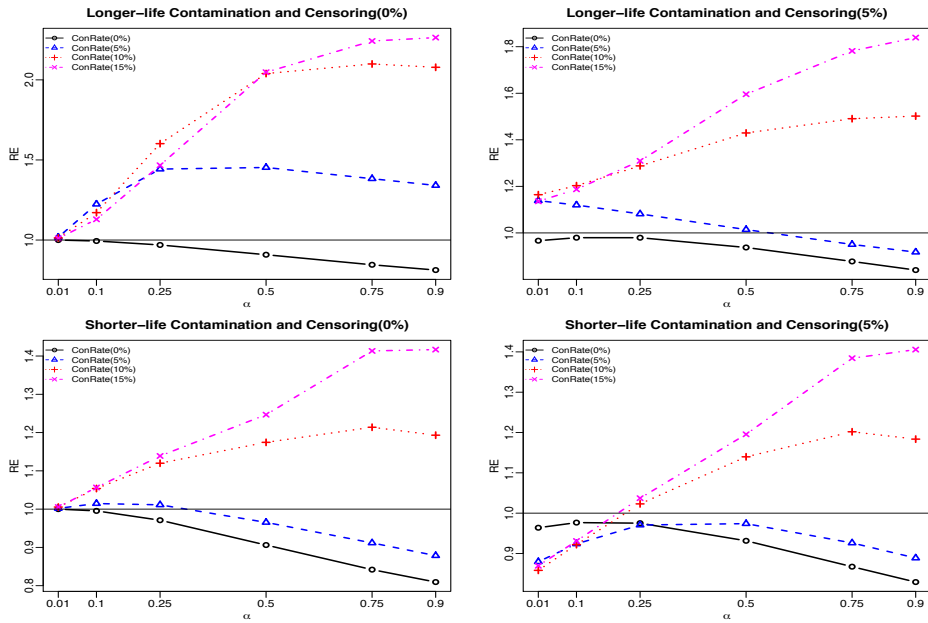 Longer−life Contamination and Censoring(0%)
ConRate(0%)
ConRate(5%)
ConRate(10%)
ConRate(15%)
RE
1.0 1.5 2.0
0.01 0.1 0.25 0.5 0.75 0.9
α
Longer−life Contamination and Censoring(5%)
ConRate(0%)
ConRate(5%)
ConRate(10%)
ConRate(15%)
RE
1.0 1.2 1.4 1.6 1.8
0.01 0.1 0.25 0.5 0.75 0.9
α
Shorter−life Contamination and Censoring(0%)
ConRate(0%)
ConRate(5%)
ConRate(10%)
ConRate(15%)
RE
0.8 0.9 1.0 1.1 1.2 1.3 1.4
0.01 0.1 0.25 0.5 0.75 0.9
α
Shorter−life Contamination and Censoring(5%)
ConRate(0%)
ConRate(5%)
ConRate(10%)
ConRate(15%)
RE
0.9 1.0 1.1 1.2 1.3 1.4
0.01 0.1 0.25 0.5 0.75 0.9
α